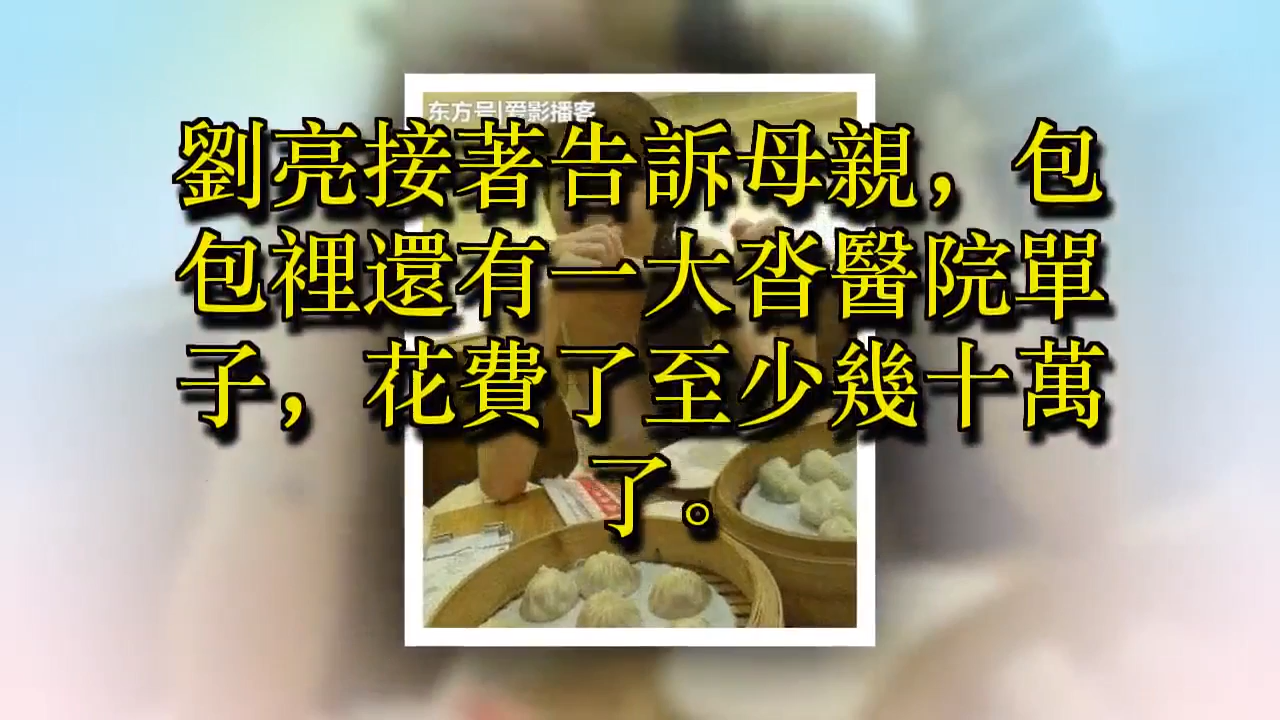 东方号|爱影播客
劉亮接著告訴母親，包
包裡還有一大沓醫院單
子，花費了至少幾十萬
了。